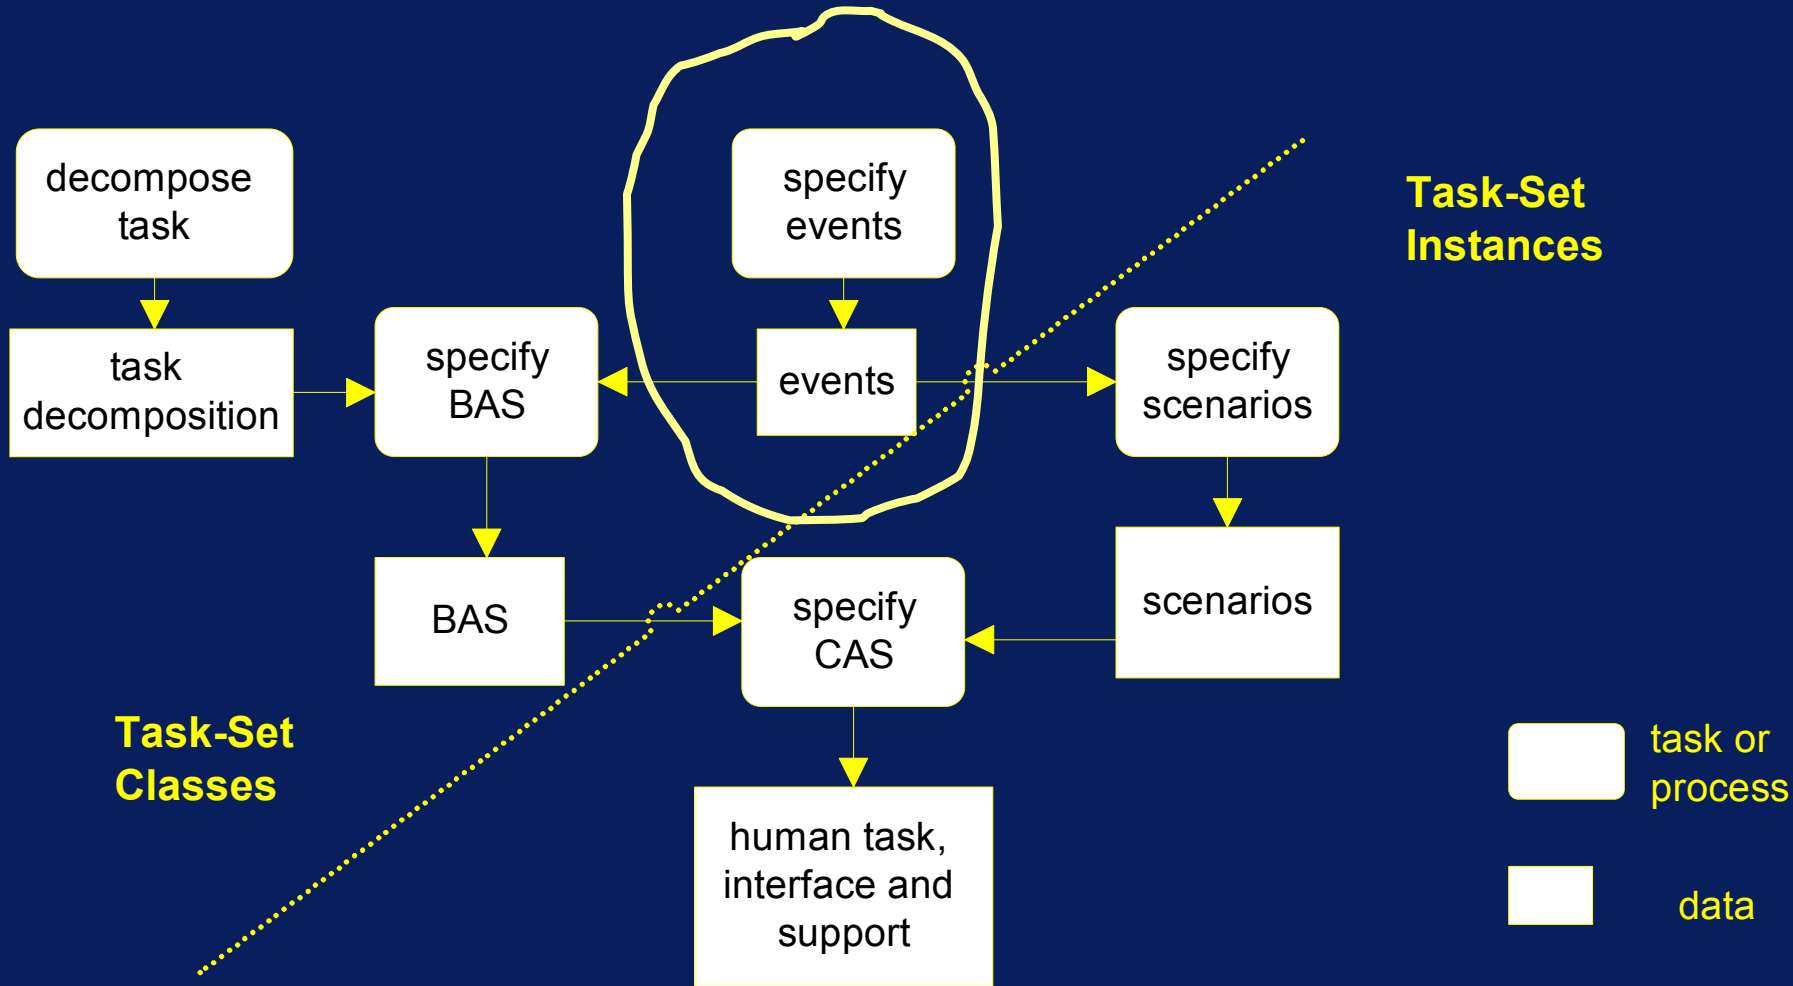 decompose
task
specify
events
Task-Set
Instances
task
decomposition
specify
BAS
events
specify
scenarios
BAS
specify
CAS
scenarios
Task-Set
Classes
human task,
interface and
support
task or
process
data